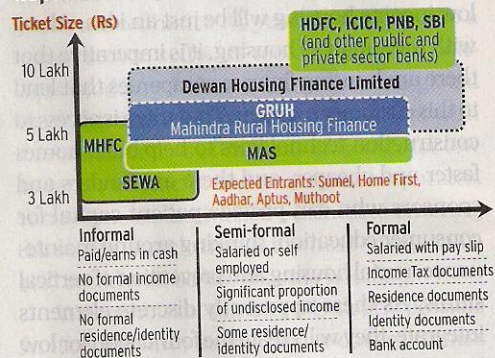 Ticket Size (Rs)
HDFC, ICICI, PNB, SBI
(and other public and
private sector banks)
10 Lakh
Dewan Housing Finance Limited
GRUH
Mahindra Rural Housing Finance
5 Lakh
MHFC
MAS
SEWA
Expected Entrants: Sumel, Home First,
Aadhar, Aptus, Muthoot
3 Lakh
Informal
Paid/earns in cash
No formal income
documents
No formal
residence/identity
documents
Semi-formal
Salaried or self
employed
Significant proportion
of undisclosed income
Some residence/
identity documents
Formal
Salaried with pay slip
Income Tax documents
Residence documents
Identity documents
Bank account